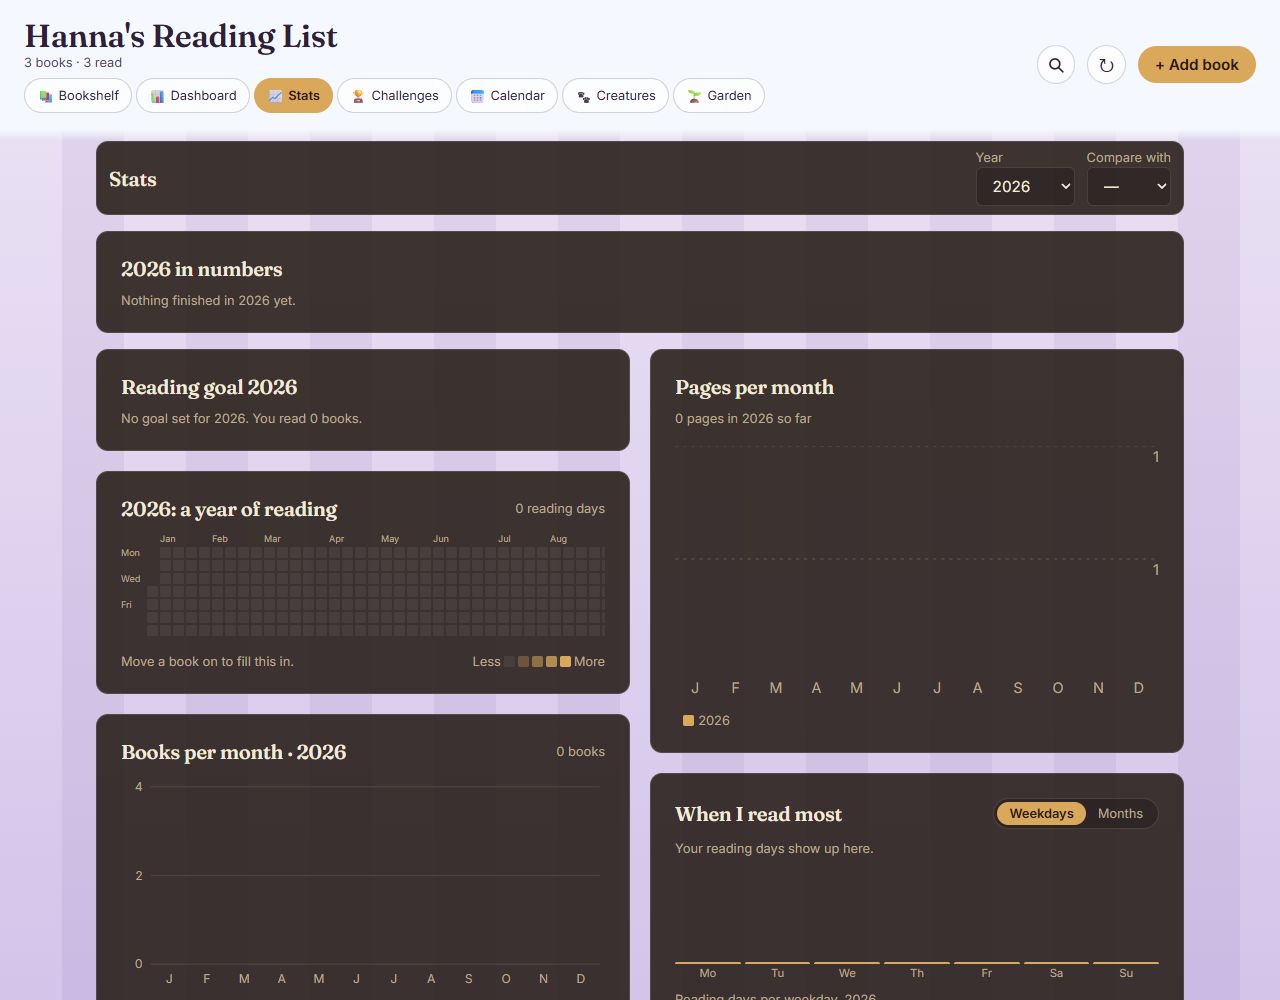 Hanna's Reading List
3 books · 3 read
Bookshelf
Dashboard
Stats
Challenges
Calendar
Creatures
Garden
↻
+ Add book
Stats
Year
2026
Compare with
—
2026 in numbers
Nothing finished in 2026 yet.
Reading goal 2026
No goal set for 2026. You read 0 books.
2026: a year of reading
0 reading days
Jan Feb Mar Apr May Jun Jul Aug
Mon
Wed
Fri
Move a book on to fill this in.
Less
More
Books per month · 2026
0 books
4
2
0
J F M A M J J A S O N D
Pages per month
0 pages in 2026 so far
1
1
J F M A M J J A S O N D
2026
When I read most
Weekdays
Months
Your reading days show up here.
Mo Tu We Th Fr Sa Su
Reading days per weekday, 2026